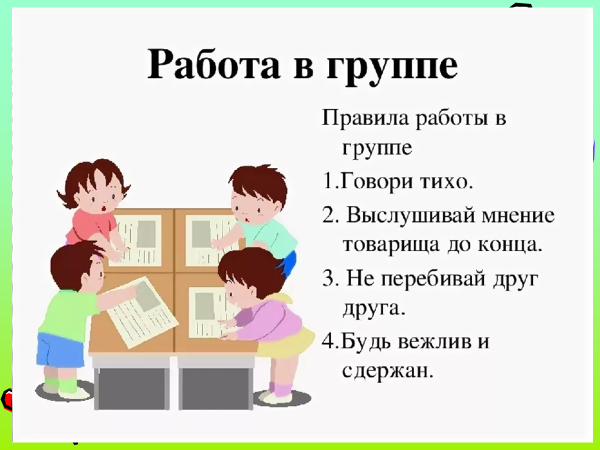 Работа в группе
Правила работы в
группе
1.Говори тихо.
2. Выслушивай мнение
товарища до конца.
3. Не перебивай друг
друга.
4.Будь вежлив и
сдержан.